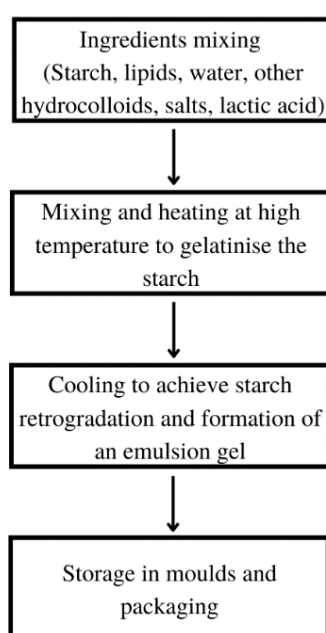 Ingredients mixing
(Starch, lipids, water, other
hydrocolloids, salts, lactic acid)
Mixing and heating at high
temperature to gelatinise the
starch
Cooling to achieve starch
retrogradation and formation of
an emulsion gel
Storage in moulds and
packaging